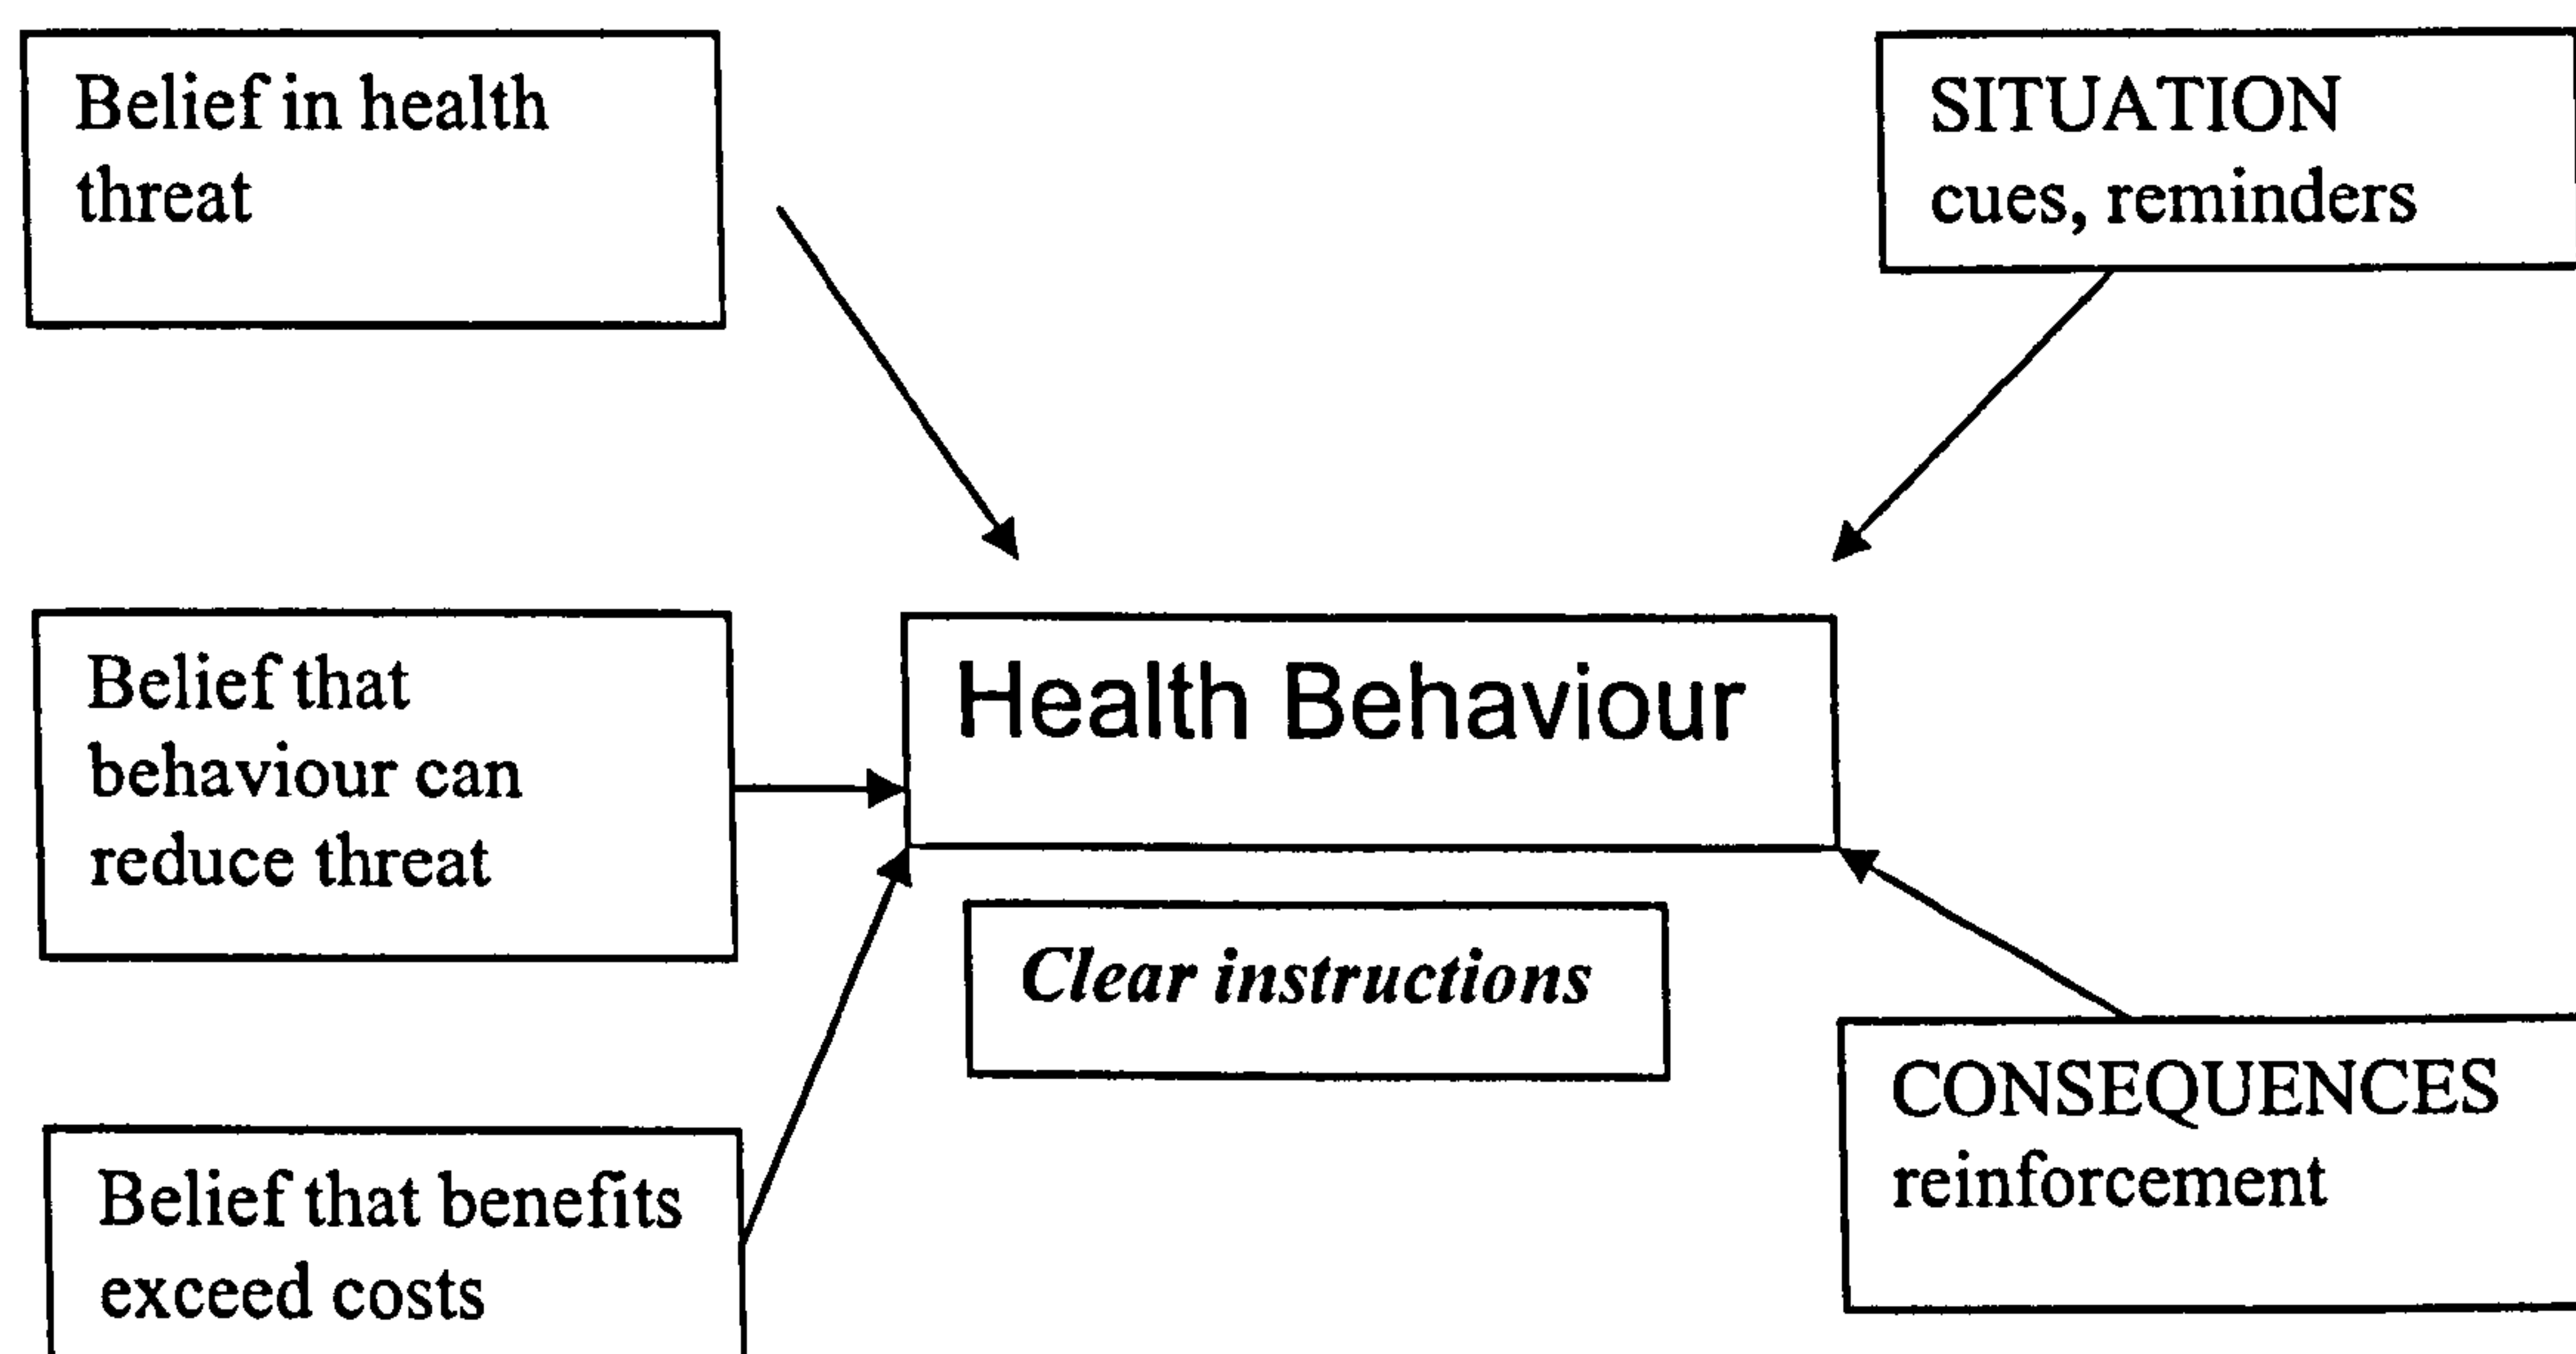 Belief in health
threat
SITUATION
cues, reminders
Belief that
behaviour can
reduce threat
Health Behaviour
Clear instructions
Belief that benefits
exceed costs
CONSEQUENCES
reinforcement